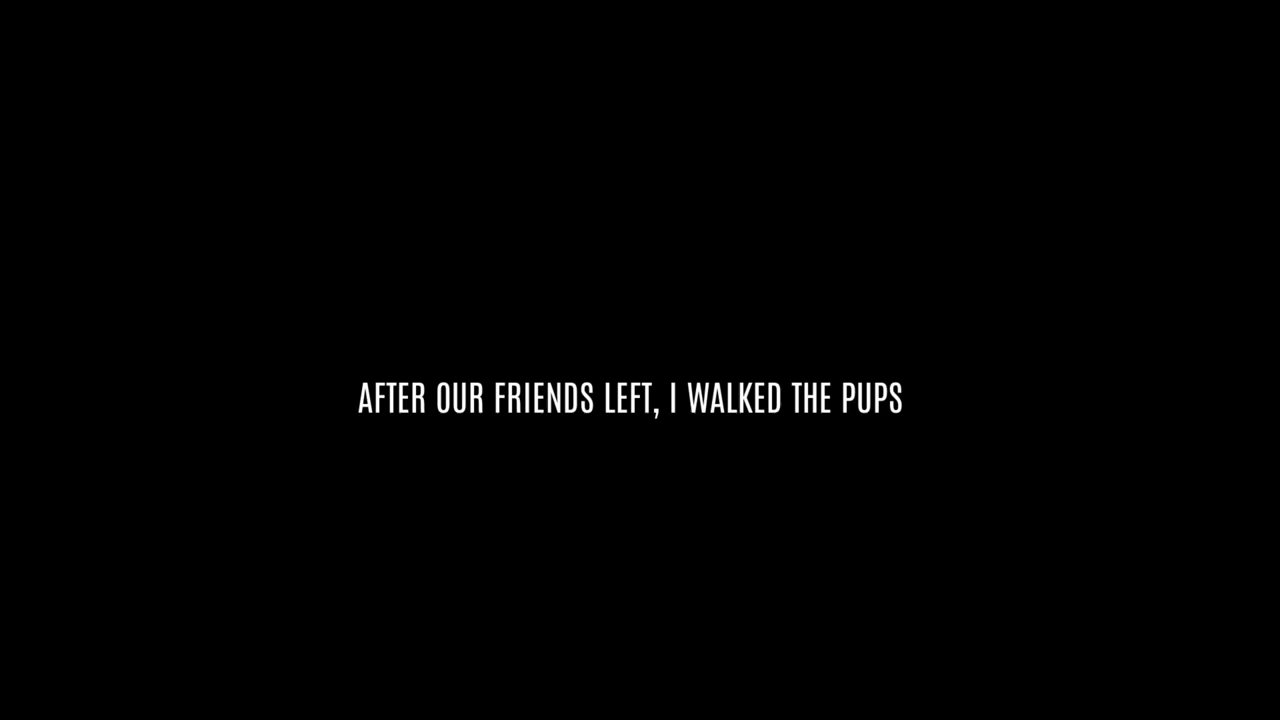 AFTER OUR FRIENDS LEFT, I WALKED THE PUPS